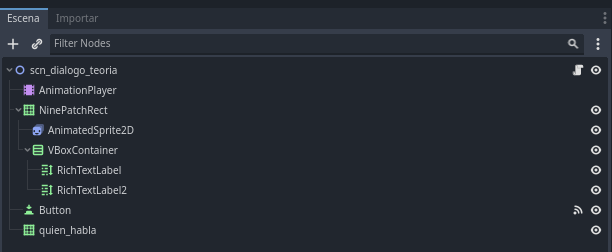 Escena Importar
Filter Nodes
scn_dialogo_teoria
AnimationPlayer
NinePatchRect
AnimatedSprite2D
VBoxContainer
RichTextLabel
RichTextLabel2
Button
quien_habla